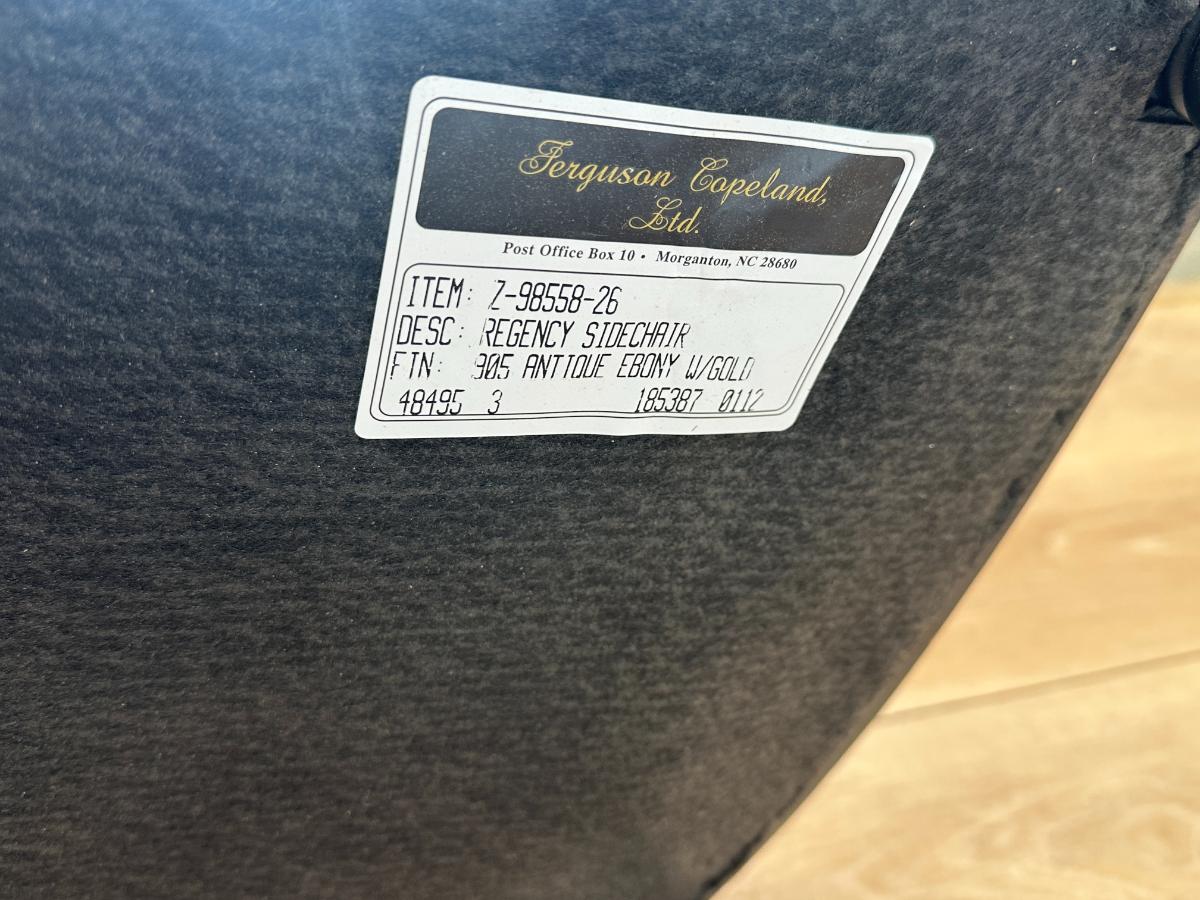 Ferguson Copeland,
Ltd.
Post Office Box 10 • Morganton, NC 28680
ITEM: Z-98558-26
DESC: REGENCY SIDECHAIR
FIN: 905 ANTIQUE EBONY W/GOLD
48495 3 185387 0112